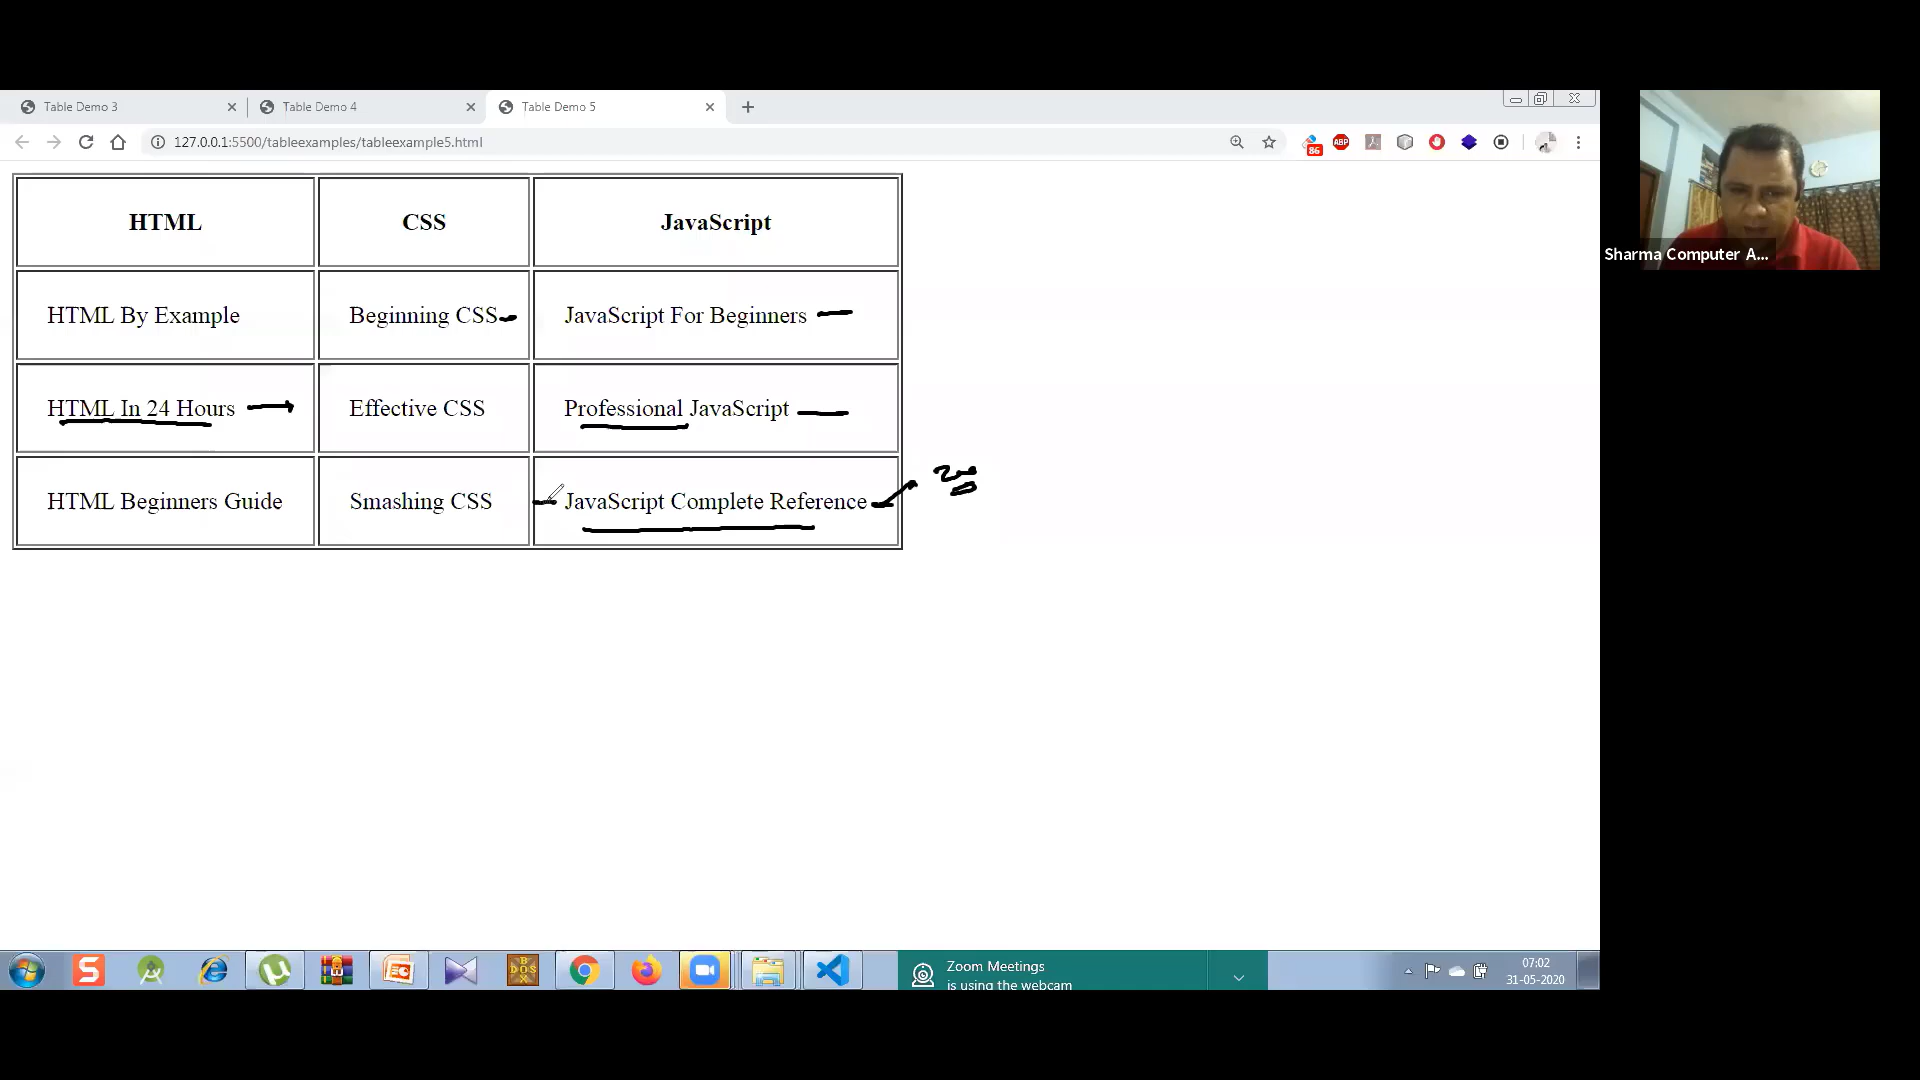 Table Demo 3
Table Demo 4
Table Demo 5
127.0.0.1:5500/tableexamples/tableexample5.html
86
ABP
HTML CSS JavaScript
HTML By Example Beginning CSS JavaScript For Beginners
HTML In 24 Hours Effective CSS Professional JavaScript
HTML Beginners Guide Smashing CSS JavaScript Complete Reference
Sharma Computer A...
Zoom Meetings
is using the webcam
07:02
31-05-2020